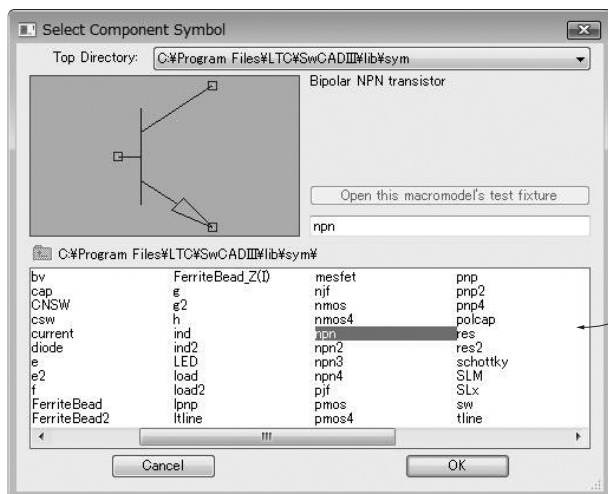 Select Component Symbol
Top Directory: C:¥Program Files¥LTC¥SwCADⅢ¥lib¥sym
Bipolar NPN transistor
Open this macromodel's test fixture
npn
C:¥Program Files¥LTC¥SwCADⅢ¥lib¥sym¥
bv FerriteBead_Z(I) mesfet pnp
cap g njf pnp2
CNSW g2 nmos pnp4
csw h nmos4 polcap
current ind npn res
diode ind2 npn2 res2
e LED npn3 schottky
e2 load npn4 SLM
f load2 pjf SLx
FerriteBead lpnp pmos sw
FerriteBead2 ltline pmos4 tline
Cancel OK